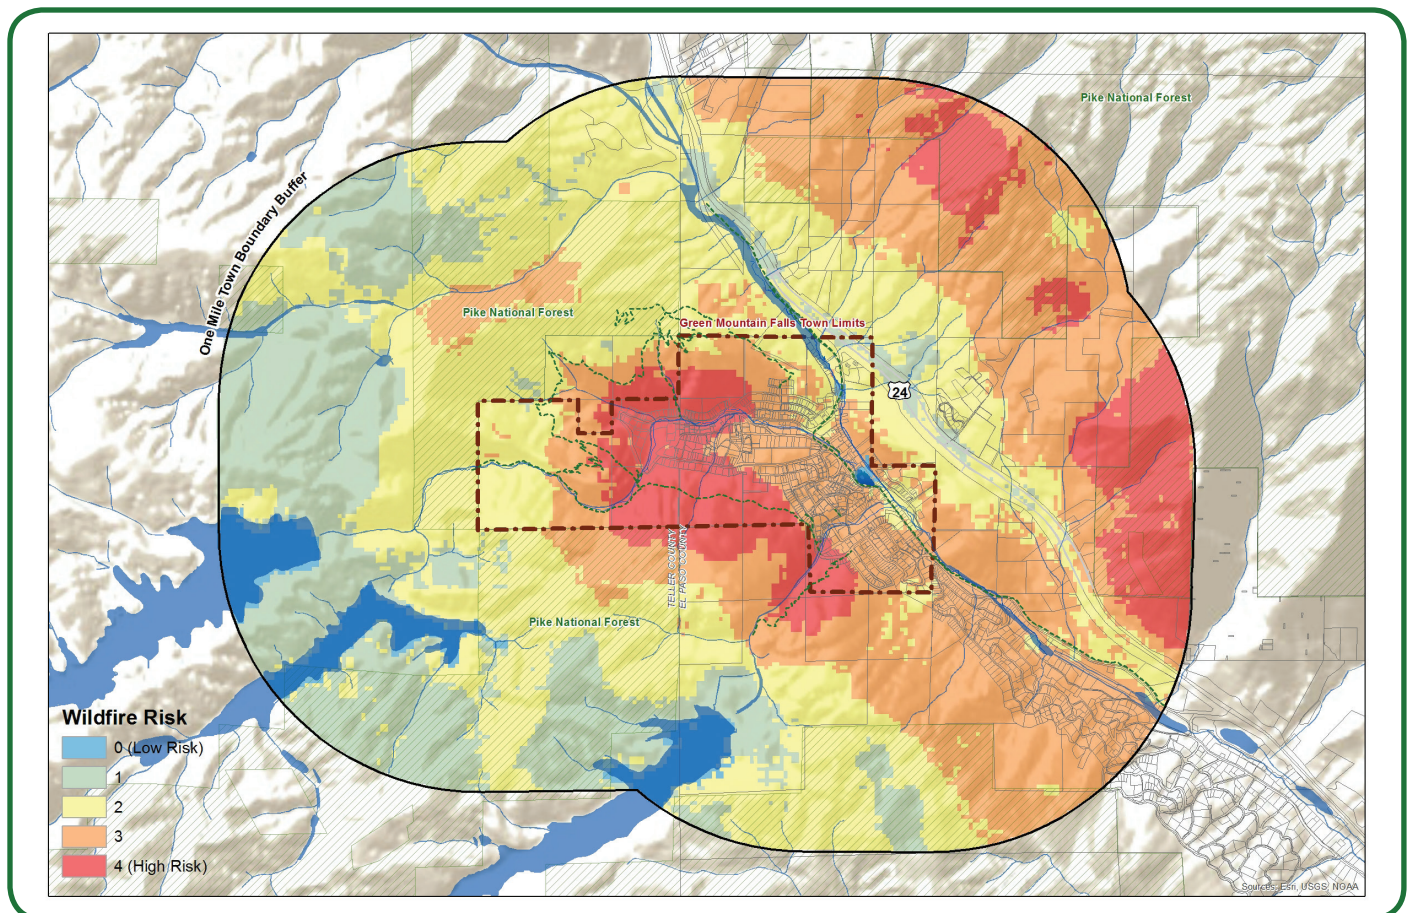 Pike National Forest
One Mile Town Boundary Buffer
Pike National Forest
Green Mountain Falls Town Limits
24
TELLER COUNTY
EL PASO COUNTY
Pike National Forest
Wildfire Risk
0 (Low Risk)
1
2
3
4 (High Risk)
Sources: Esri, USGS, NOAA